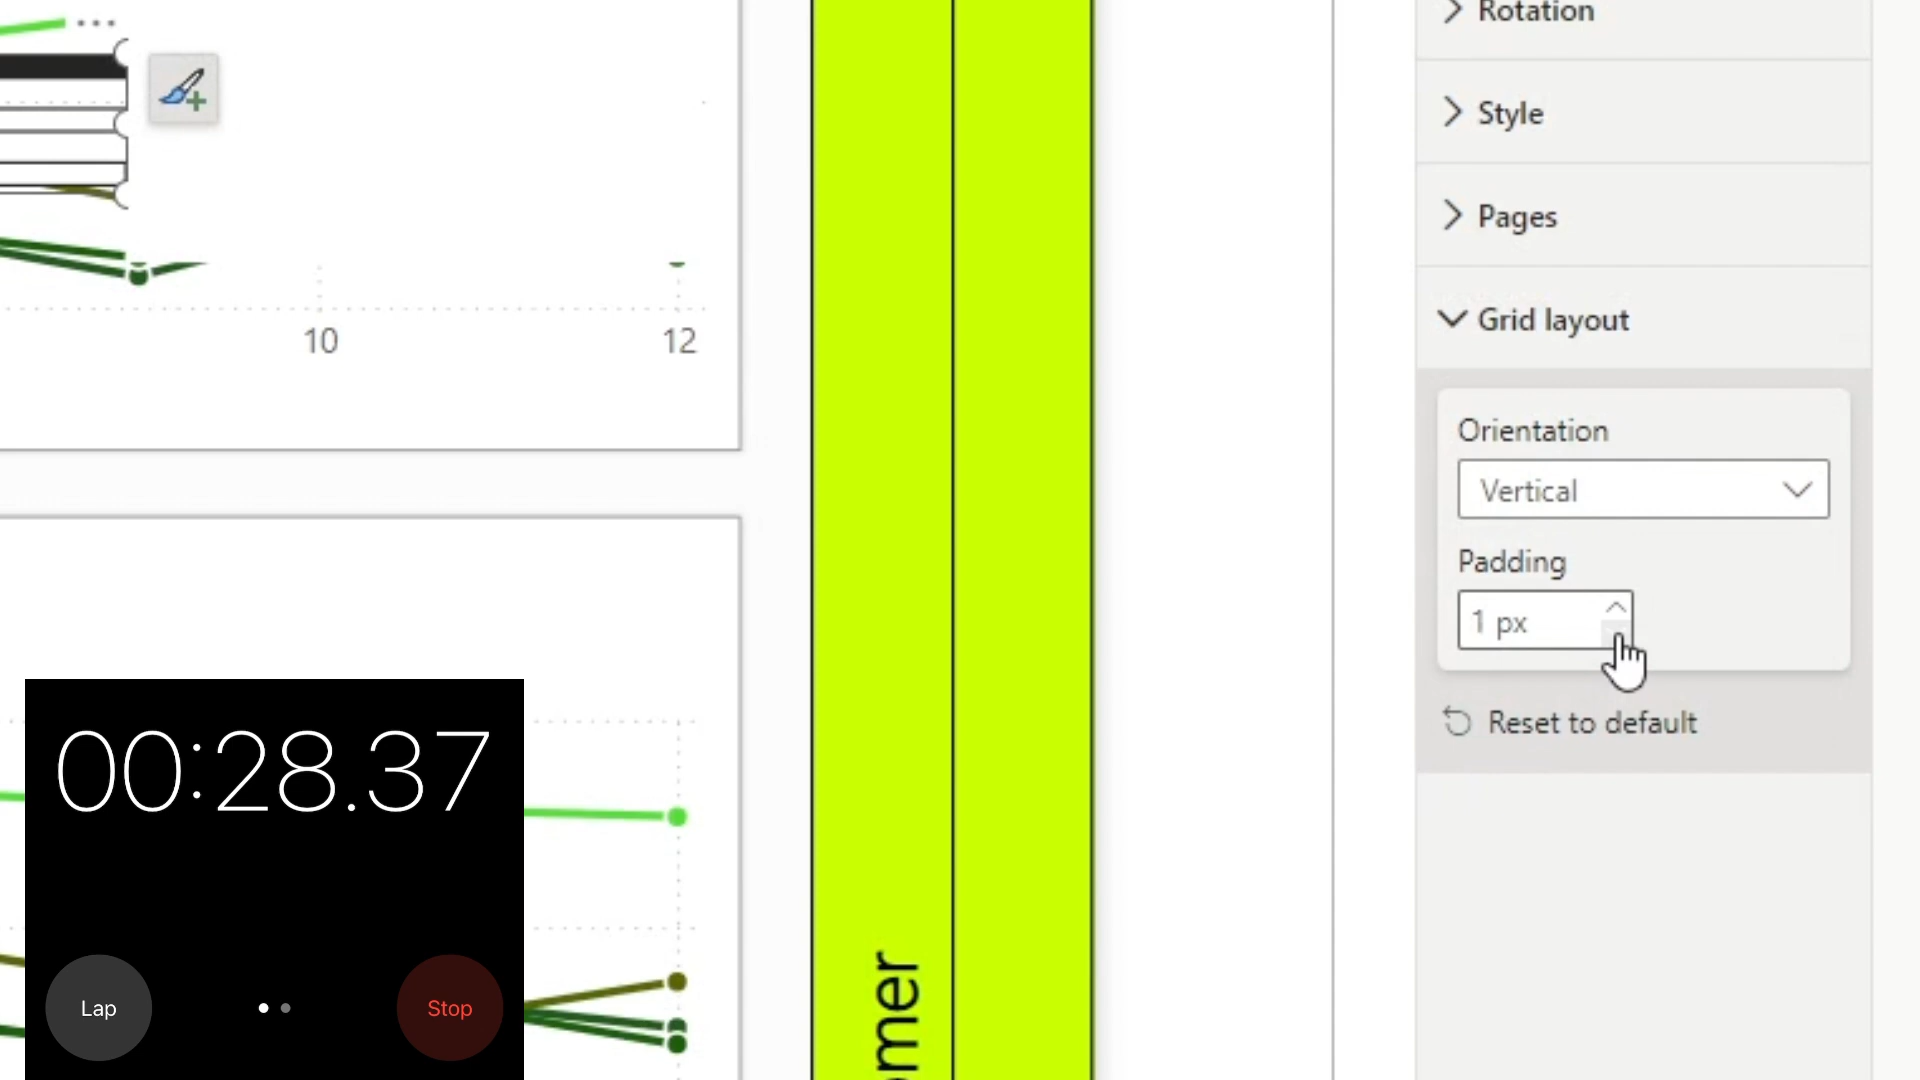 Rotation
Style
Pages
Grid layout
Orientation
Vertical
Padding
1 px
Reset to default
10
12
00:28.37
Lap
Stop
omer